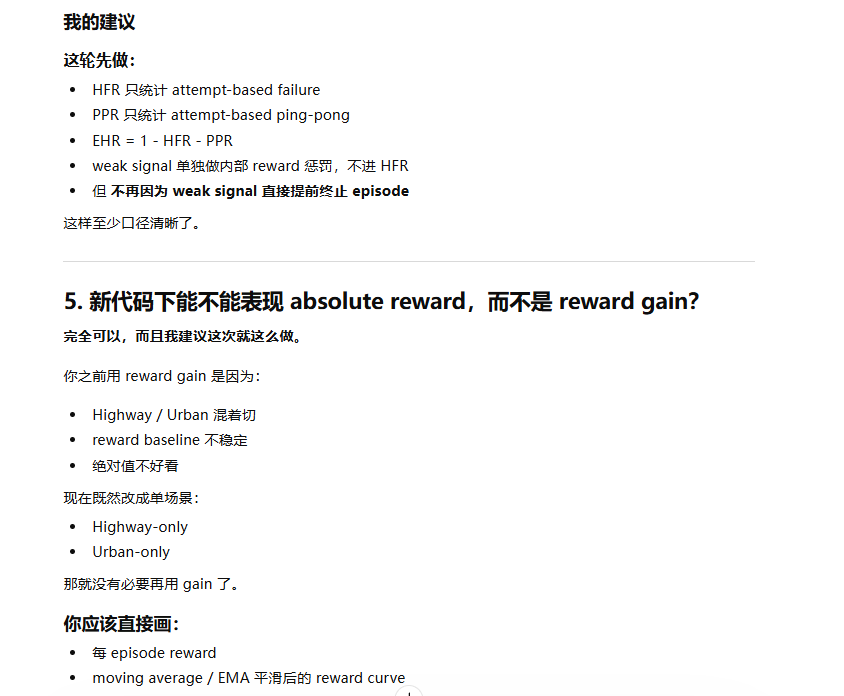 我的建议
这轮先做：
HFR 只统计 attempt-based failure
PPR 只统计 attempt-based ping-pong
EHR = 1 - HFR - PPR
weak signal 单独做内部 reward 惩罚，不进 HFR
但 不再因为 weak signal 直接提前终止 episode
这样至少口径清晰了。
5. 新代码下能不能表现 absolute reward，而不是 reward gain？
完全可以，而且我建议这次就这么做。
你之前用 reward gain 是因为：
Highway / Urban 混着切
reward baseline 不稳定
绝对值不好看
现在既然改成单场景：
Highway-only
Urban-only
那就没有必要再用 gain 了。
你应该直接画：
每 episode reward
moving average / EMA 平滑后的 reward curve